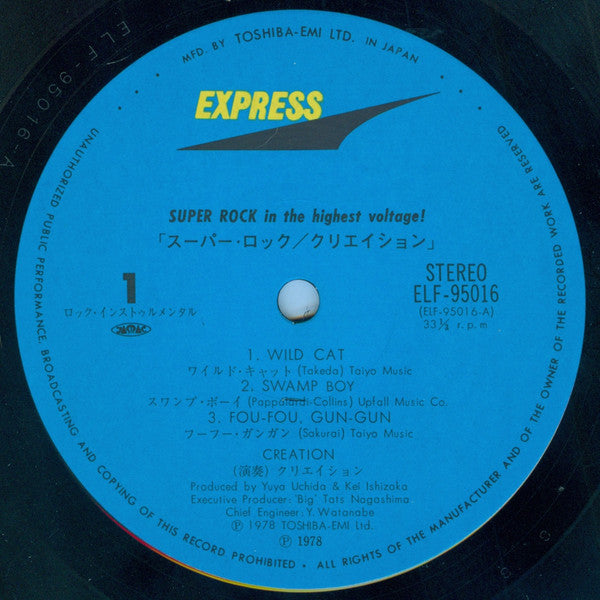 MFD. BY TOSHIBA-EMI LTD. IN JAPAN
ELF-95016-A
EXPRESS
SUPER ROCK in the highest voltage!
「スーパー・ロック/クリエイション」
1
ロック・インストゥルメンタル
STEREO
ELF-95016
(ELF-95016-A)
33⅓ r.p.m
1. WILD CAT
ワイルド・キャット (Takeda) Taiyo Music
2. SWAMP BOY
スワンプ・ボーイ (Pappalardi-Collins) Upfall Music Co.
3. FOU-FOU, GUN-GUN
フーフー・ガンガン (Sakurai) Taiyo Music
CREATION
(演奏) クリエイション
Produced by Yuya Uchida & Kei Ishizaka
Executive Producer: 'Big' Tats Nagashima
Chief Engineer: Y. Watanabe
Ⓟ 1978 TOSHIBA-EMI Ltd.
Ⓟ 1978
UNAUTHORIZED PUBLIC PERFORMANCE, BROADCASTING AND COPYING OF THIS RECORD PROHIBITED • ALL RIGHTS OF THE MANUFACTURER AND OF THE OWNER OF THE RECORDED WORK ARE RESERVED